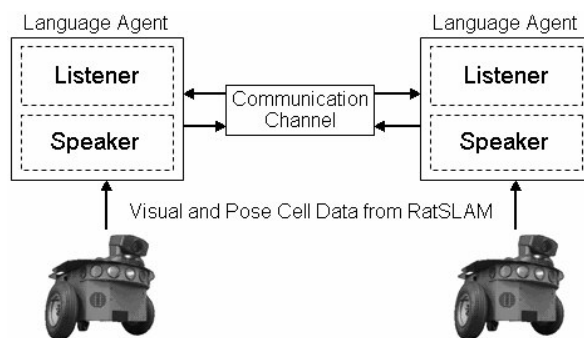 Language Agent
Language Agent
Listener
Communication
Channel
Listener
Speaker
Speaker
Visual and Pose Cell Data from RatSLAM